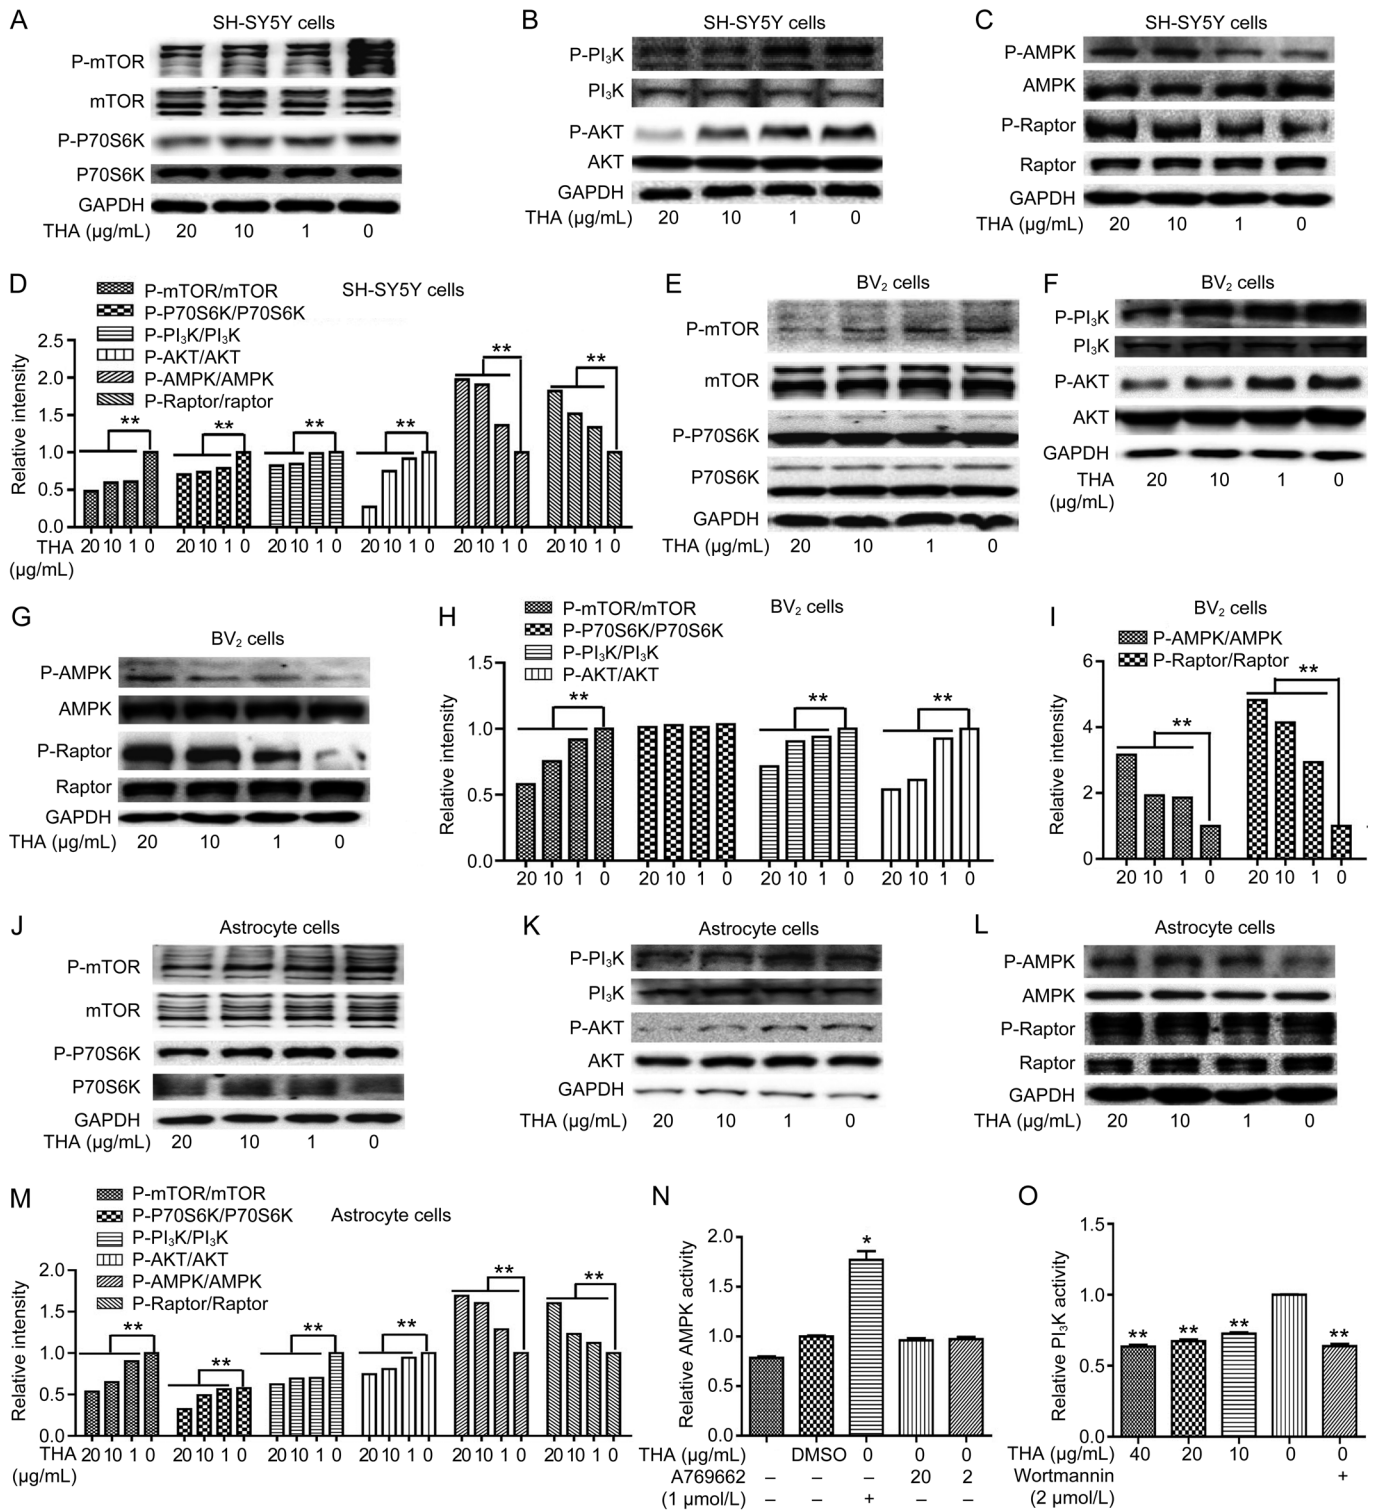 A
SH-SY5Y cells
P-mTOR
mTOR
P-P70S6K
P70S6K
GAPDH
THA (µg/mL) 20 10 1 0
B
SH-SY5Y cells
P-PI₃K
PI₃K
P-AKT
AKT
GAPDH
THA (µg/mL) 20 10 1 0
C
SH-SY5Y cells
P-AMPK
AMPK
P-Raptor
Raptor
GAPDH
THA (µg/mL) 20 10 1 0
D
SH-SY5Y cells
P-mTOR/mTOR
P-P70S6K/P70S6K
P-PI₃K/PI₃K
P-AKT/AKT
P-AMPK/AMPK
P-Raptor/raptor
Relative intensity
2.5
2.0
1.5
1.0
0.5
0.0
** ** ** ** ** **
THA 20 10 1 0 20 10 1 0 20 10 1 0 20 10 1 0 20 10 1 0 20 10 1 0
(µg/mL)
E
BV₂ cells
P-mTOR
mTOR
P-P70S6K
P70S6K
GAPDH
THA (µg/mL) 20 10 1 0
F
BV₂ cells
P-PI₃K
PI₃K
P-AKT
AKT
GAPDH
THA 20 10 1 0
(µg/mL)
G
BV₂ cells
P-AMPK
AMPK
P-Raptor
Raptor
GAPDH
THA (µg/mL) 20 10 1 0
H
BV₂ cells
P-mTOR/mTOR
P-P70S6K/P70S6K
P-PI₃K/PI₃K
P-AKT/AKT
Relative intensity
1.5
1.0
0.5
0.0
** ** **
20 10 1 0 20 10 1 0 20 10 1 0 20 10 1 0
I
BV₂ cells
P-AMPK/AMPK
P-Raptor/Raptor
Relative intensity
6
4
2
0
** **
20 10 1 0 20 10 1 0
J
Astrocyte cells
P-mTOR
mTOR
P-P70S6K
P70S6K
GAPDH
THA (µg/mL) 20 10 1 0
K
Astrocyte cells
P-PI₃K
PI₃K
P-AKT
AKT
GAPDH
THA (µg/mL) 20 10 1 0
L
Astrocyte cells
P-AMPK
AMPK
P-Raptor
Raptor
GAPDH
THA (µg/mL) 20 10 1 0
M
Astrocyte cells
P-mTOR/mTOR
P-P70S6K/P70S6K
P-PI₃K/PI₃K
P-AKT/AKT
P-AMPK/AMPK
P-Raptor/Raptor
Relative intensity
2.0
1.5
1.0
0.5
0.0
** ** ** ** ** **
THA 20 10 1 0 20 10 1 0 20 10 1 0 20 10 1 0 20 10 1 0 20 10 1 0
(µg/mL)
N
Relative AMPK activity
2.0
1.5
1.0
0.5
0.0
*
THA (µg/mL) – DMSO 0 0 0
A769662 – – – 20 2
(1 µmol/L) – – + – –
O
Relative PI₃K activity
1.5
1.0
0.5
0.0
** ** ** **
THA (µg/mL) 40 20 10 0 0
Wortmannin +
(2 µmol/L)